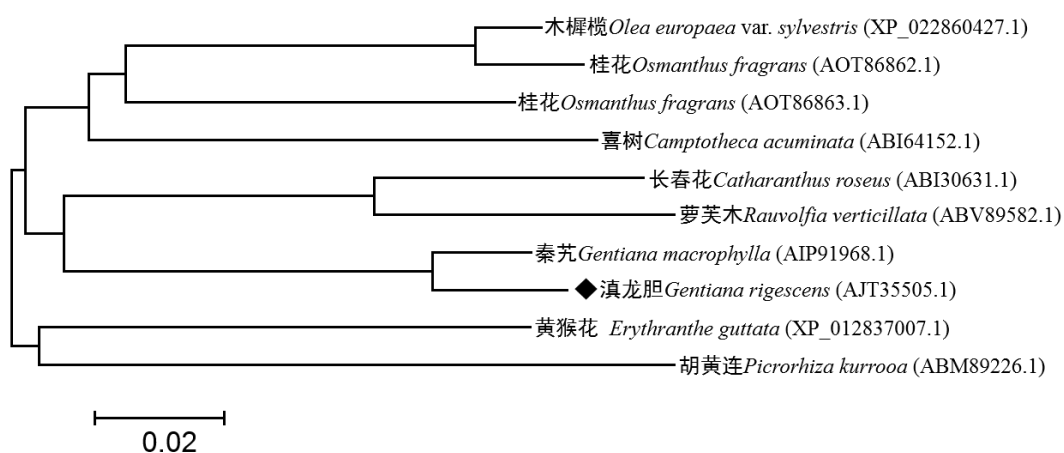 木樨榄Olea europaea var. sylvestris (XP_022860427.1)
桂花Osmanthus fragrans (AOT86862.1)
桂花Osmanthus fragrans (AOT86863.1)
喜树Camptotheca acuminata (ABI64152.1)
长春花Catharanthus roseus (ABI30631.1)
萝芙木Rauvolfia verticillata (ABV89582.1)
秦艽Gentiana macrophylla (AIP91968.1)
◆滇龙胆Gentiana rigescens (AJT35505.1)
黄猴花 Erythranthe guttata (XP_012837007.1)
胡黄连Picrorhiza kurrooa (ABM89226.1)
0.02